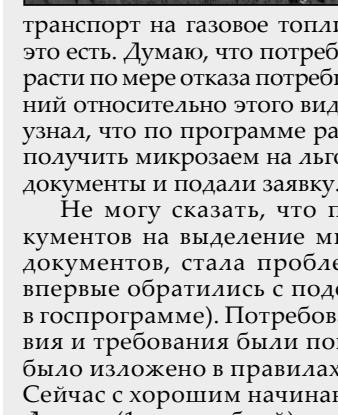 транспорт на газовое топли
это есть. Думаю, что потреб
расти по мере отказа потреби
ний относительно этого вид
узнал, что по программе ра
получить микрозаем на льго
документы и подали заявку.
Не могу сказать, что п
кументов на выделение ми
документов, стала пробле
впервые обратились с подо
в госпрограмме). Потребова
вия и требования были пон
было изложено в правилах
Сейчас с хорошим начинан